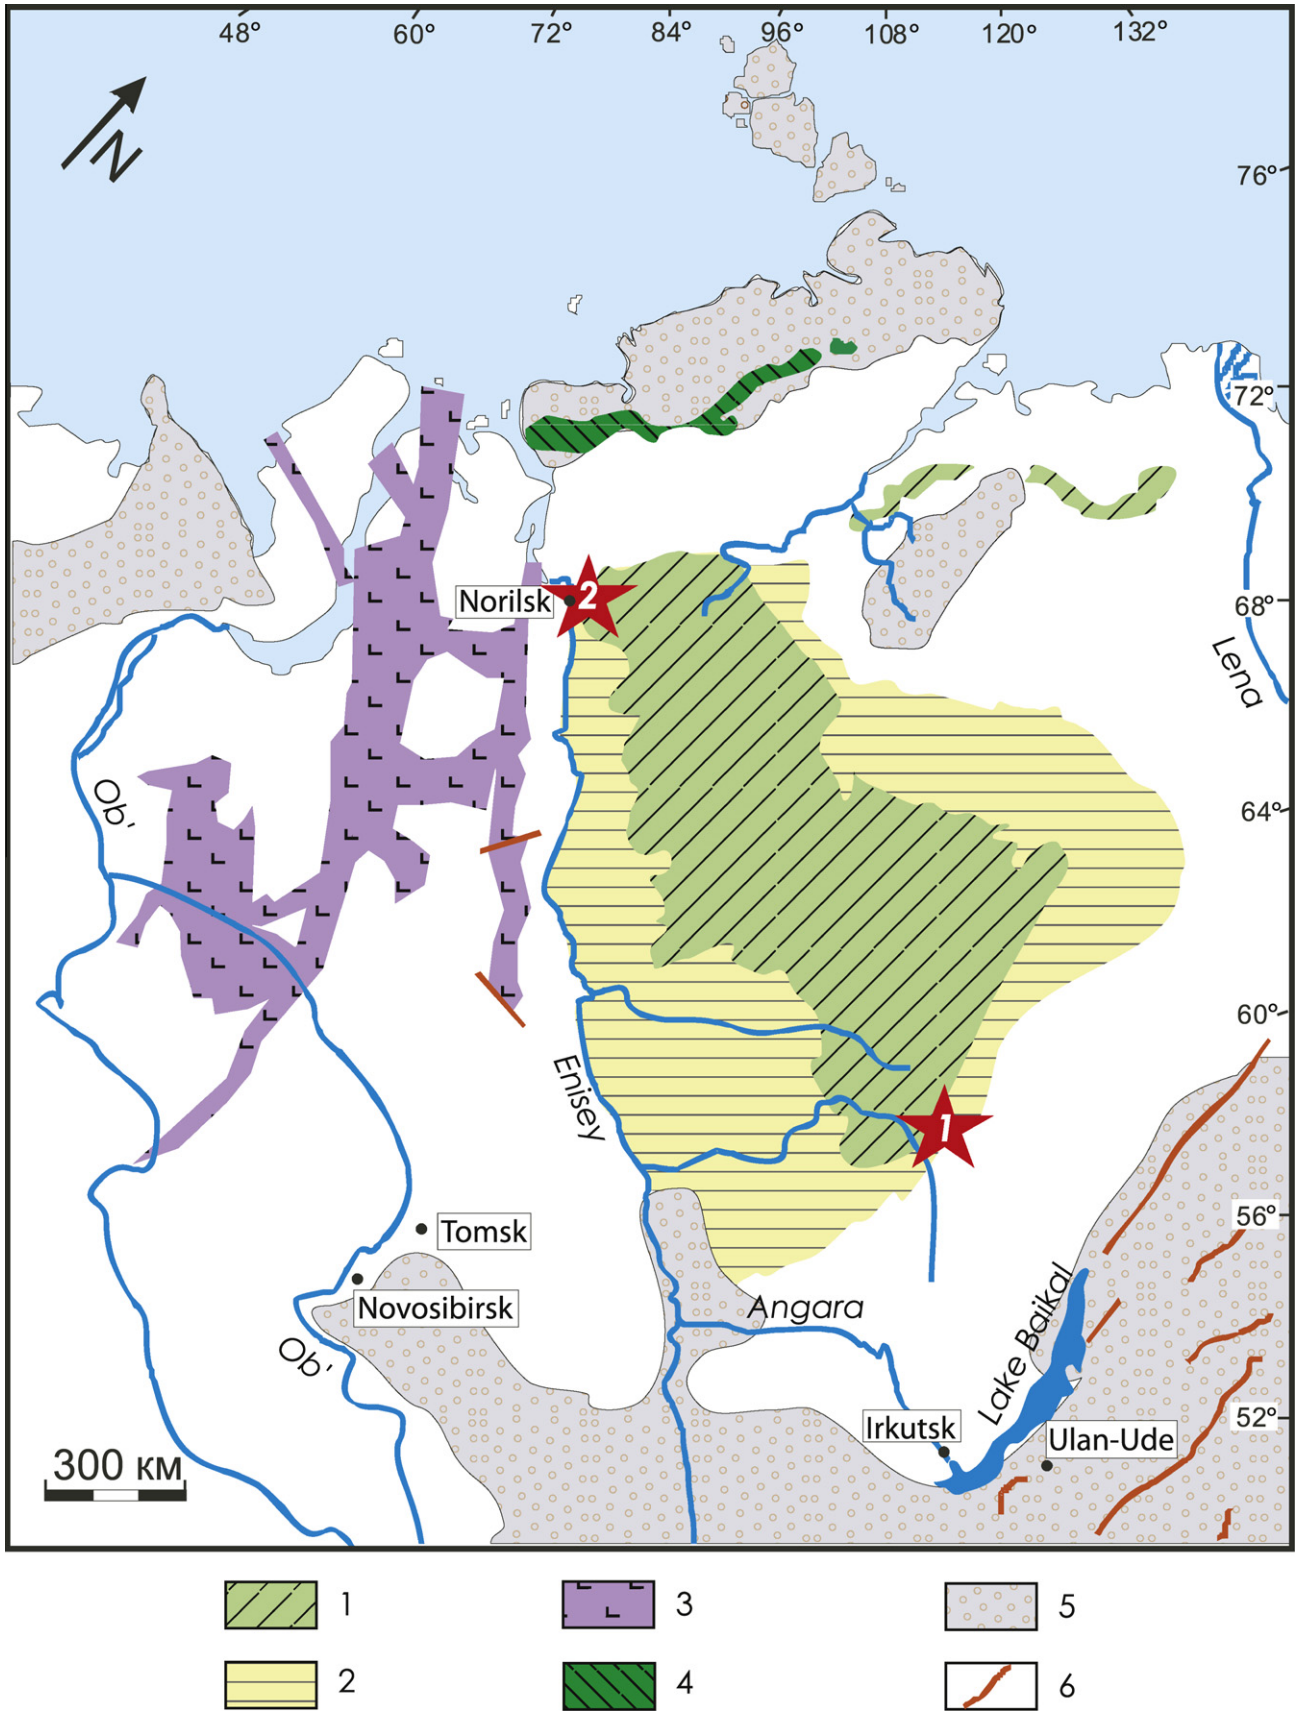 48° 60° 72° 84° 96° 108° 120° 132°
N
76°
72°
Norilsk
2
68°
Lena
Ob'
64°
60°
Enisey
1
56°
Tomsk
Novosibirsk
Angara
Lake Baikal
Ob'
52°
Irkutsk
Ulan-Ude
300 км
1 3 5
2 4 6